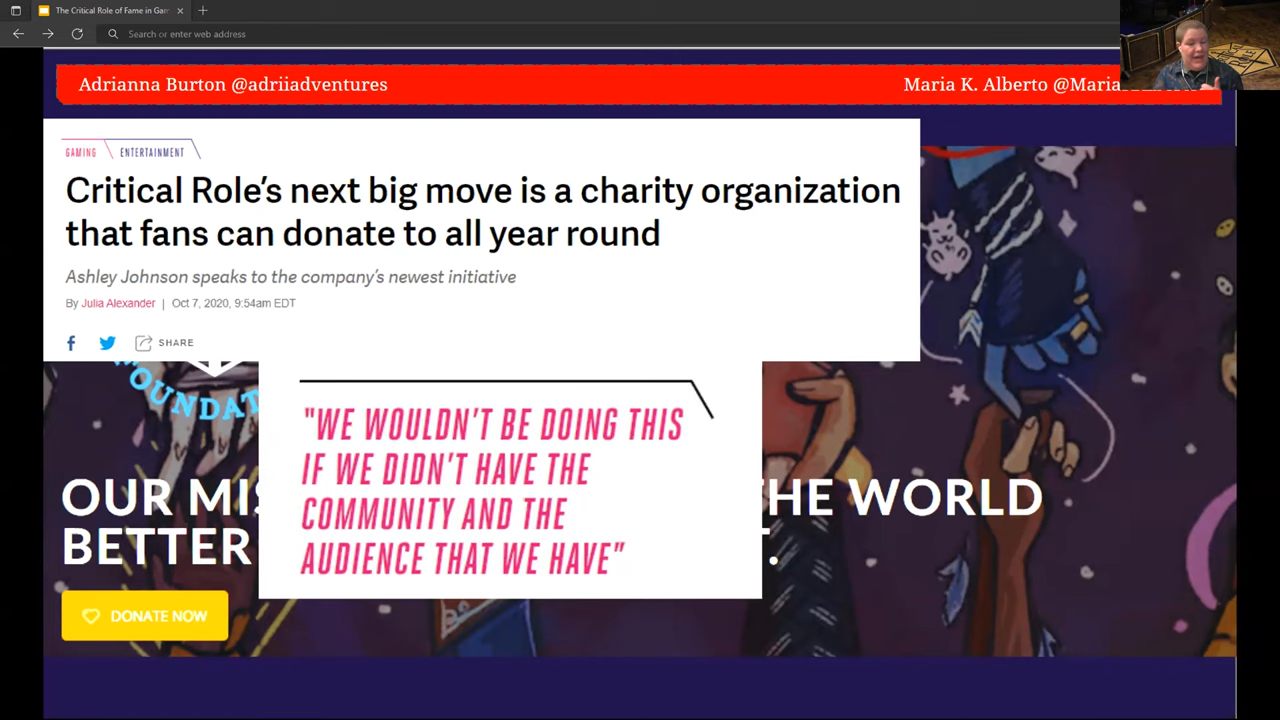 The Critical Role of Fame in Gam
Search or enter web address
Adrianna Burton @adriiadventures
Maria K. Alberto @Maria
GAMING
ENTERTAINMENT
Critical Role's next big move is a charity organization
that fans can donate to all year round
Ashley Johnson speaks to the company's newest initiative
By Julia Alexander | Oct 7, 2020, 9:54am EDT
SHARE
OUNDAT
"WE WOULDN'T BE DOING THIS
IF WE DIDN'T HAVE THE
COMMUNITY AND THE
AUDIENCE THAT WE HAVE"
OUR MIS HE WORLD
BETTER .
DONATE NOW